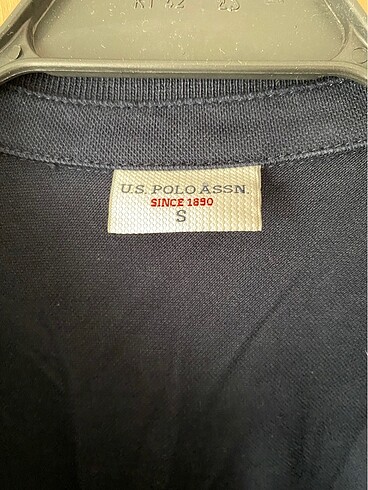 U.S. POLO ASSN.
SINCE 1890
S